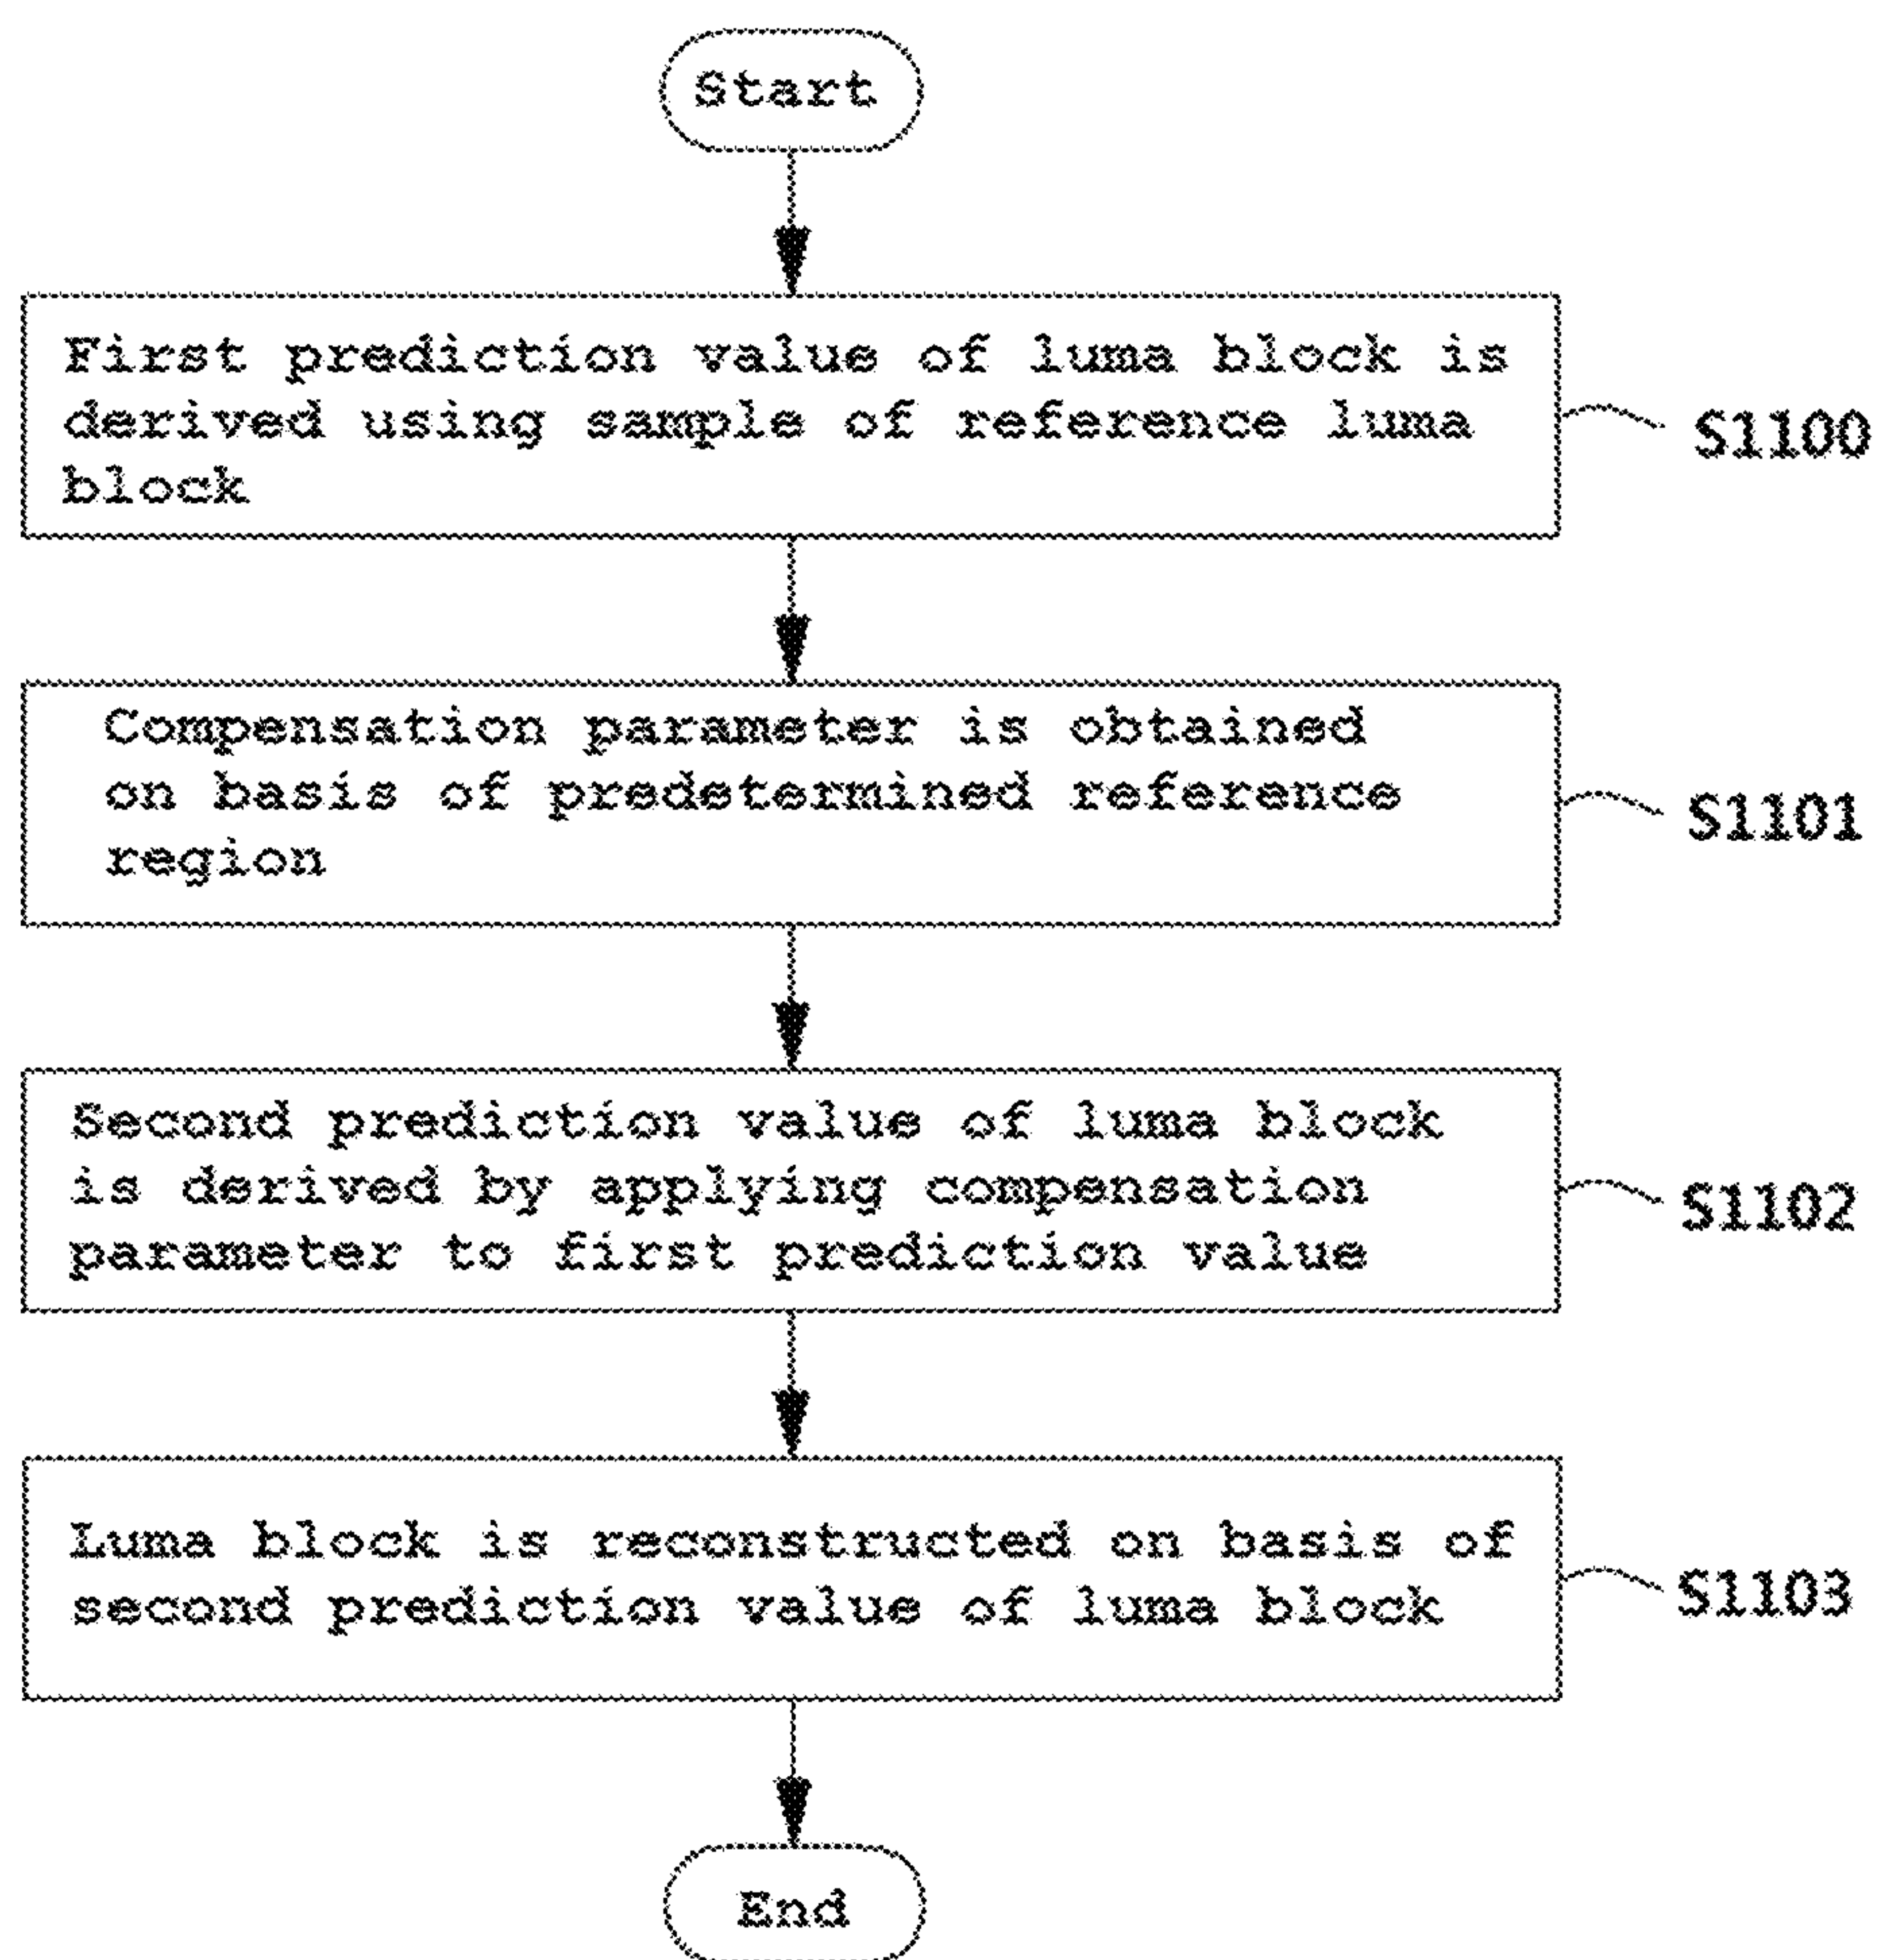 Start
First prediction value of luma block is
derived using sample of reference luma
block
S1100
Compensation parameter is obtained
on basis of predetermined reference
region
S1101
Second prediction value of luma block
is derived by applying compensation
parameter to first prediction value
S1102
Luma block is reconstructed on basis of
second prediction value of luma block
S1103
End